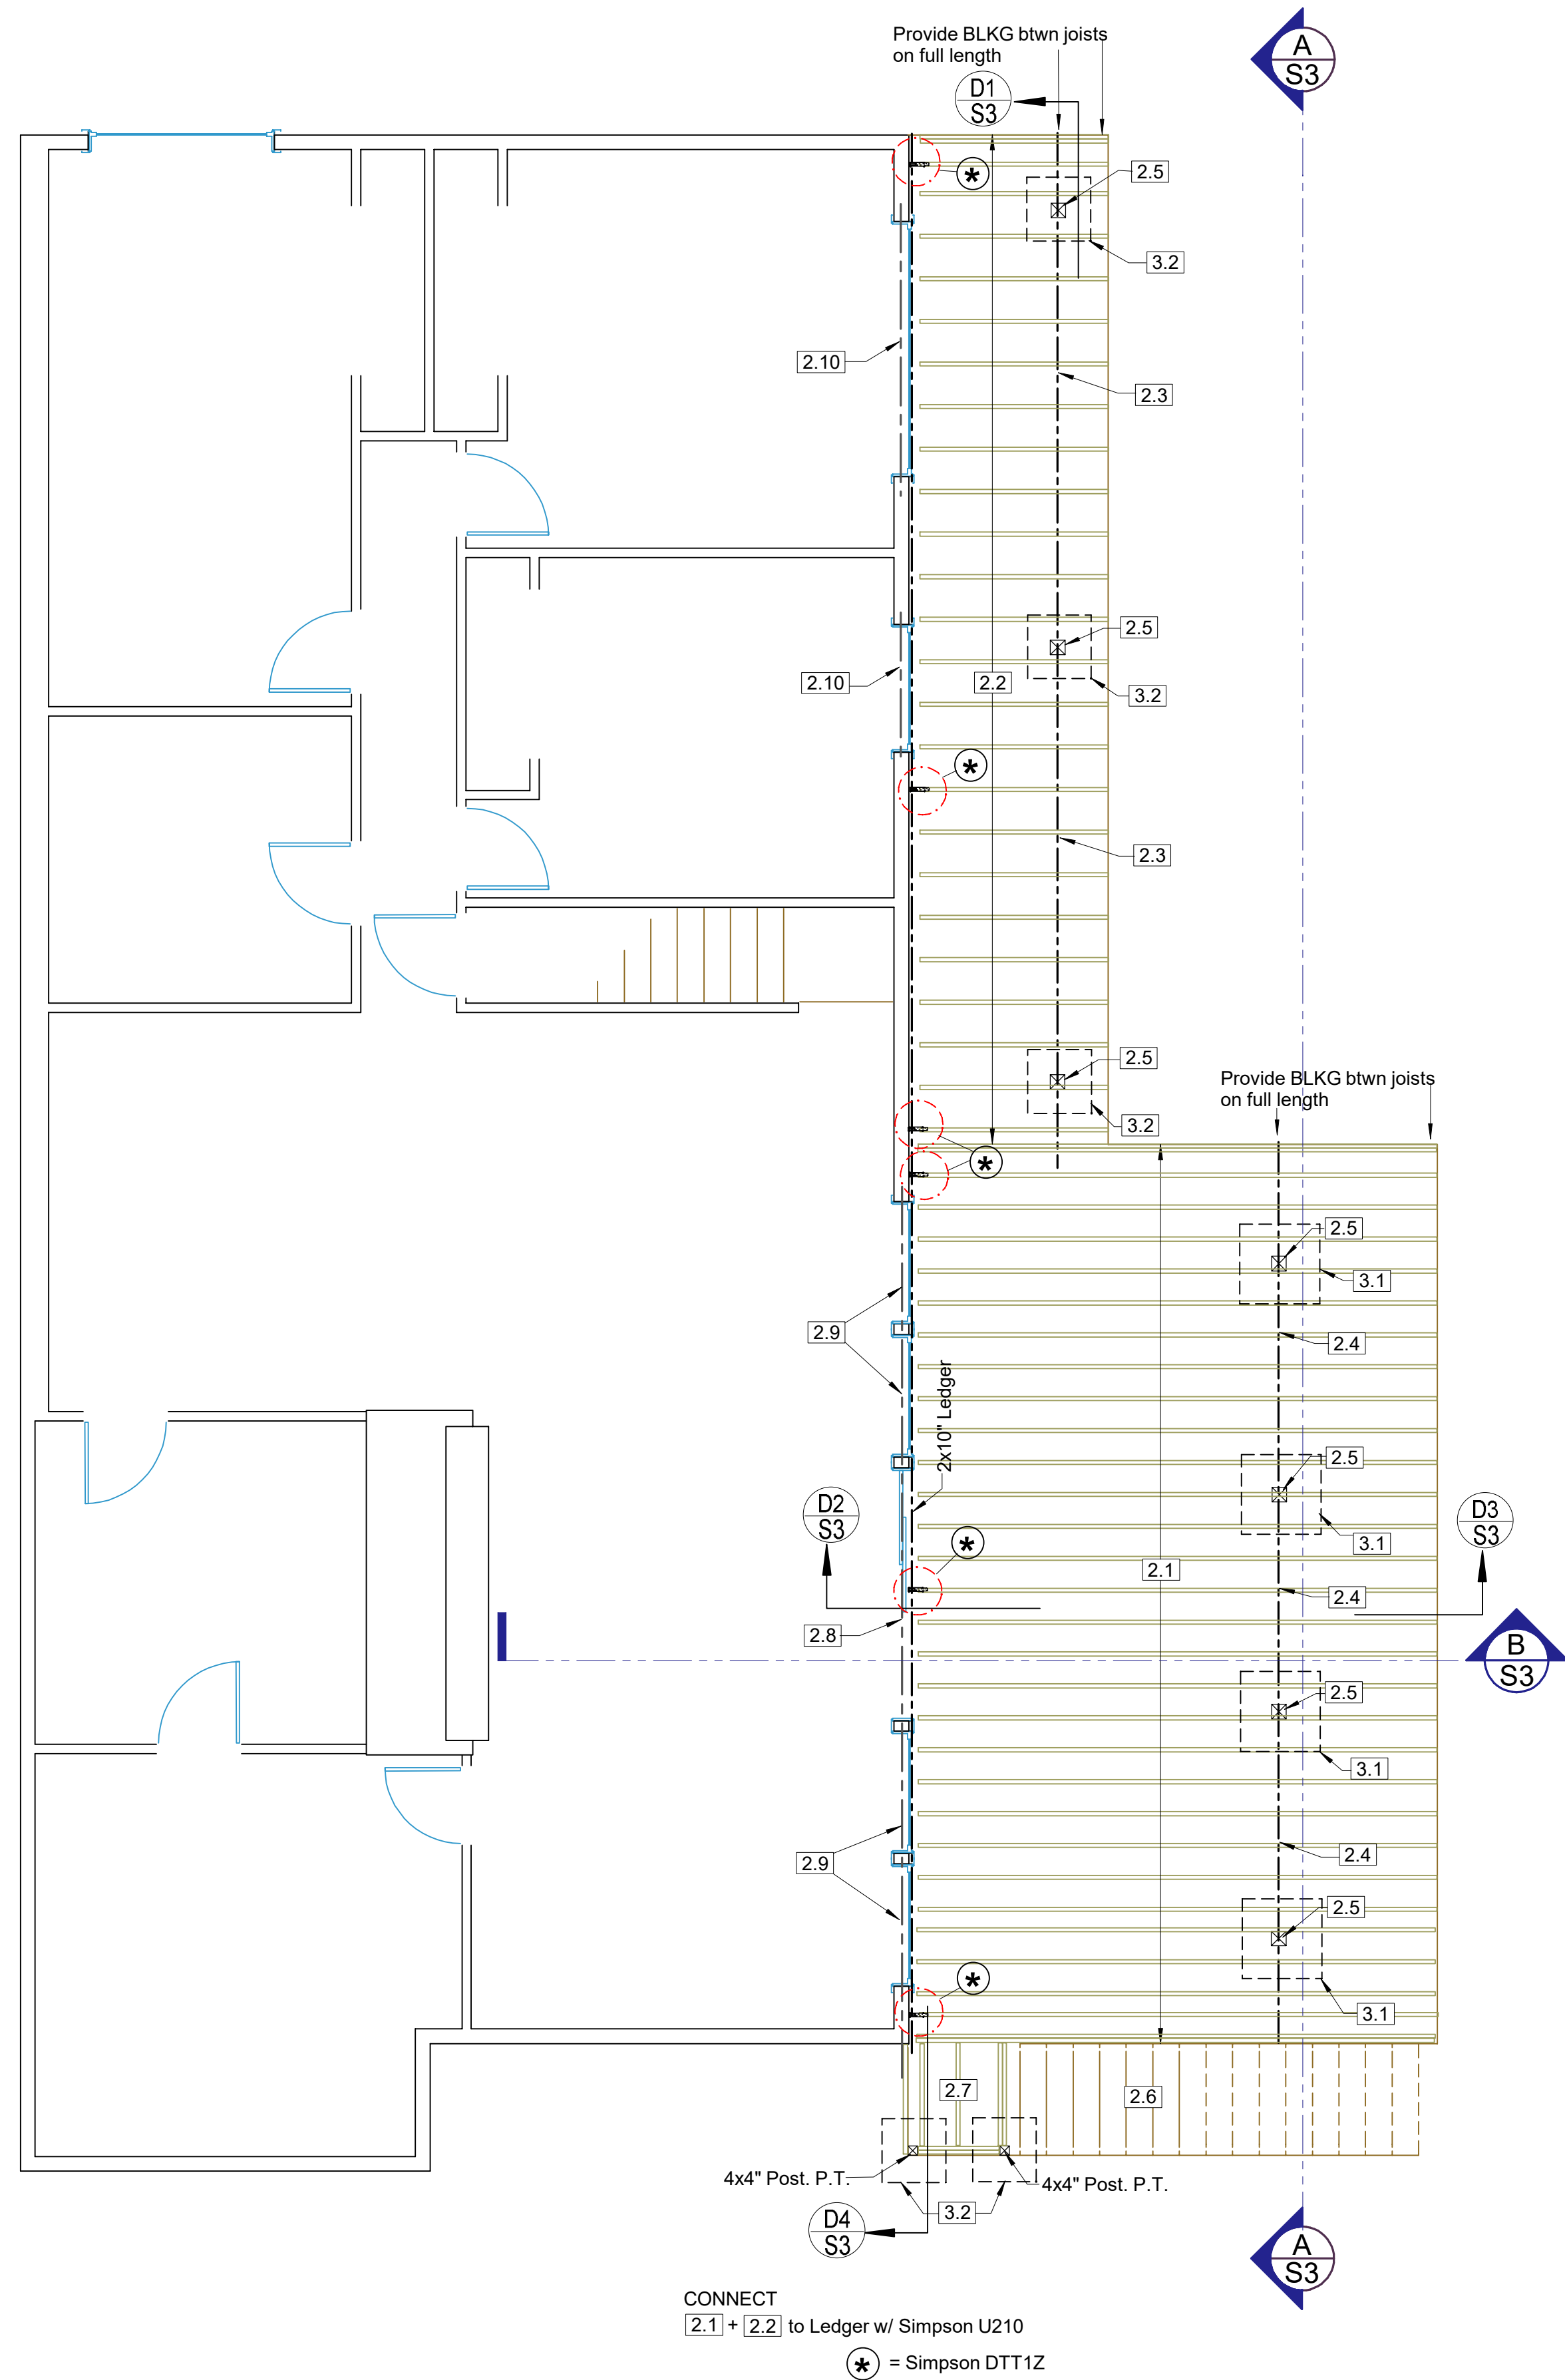 Provide BLKG btwn joists
on full length
A
S3
D1
S3
*
2.5
3.2
2.10
2.3
2.5
2.10
2.2
3.2
*
2.3
2.5
Provide BLKG btwn joists
on full length
3.2
*
2.5
3.1
2.9
2.4
2x10" Ledger
2.5
D2
S3
D3
S3
3.1
*
2.1
2.4
2.8
B
S3
2.5
3.1
2.9
2.4
2.5
*
3.1
2.7
2.6
4x4" Post. P.T.
4x4" Post. P.T.
3.2
D4
S3
A
S3
CONNECT
2.1 + 2.2 to Ledger w/ Simpson U210
* = Simpson DTT1Z